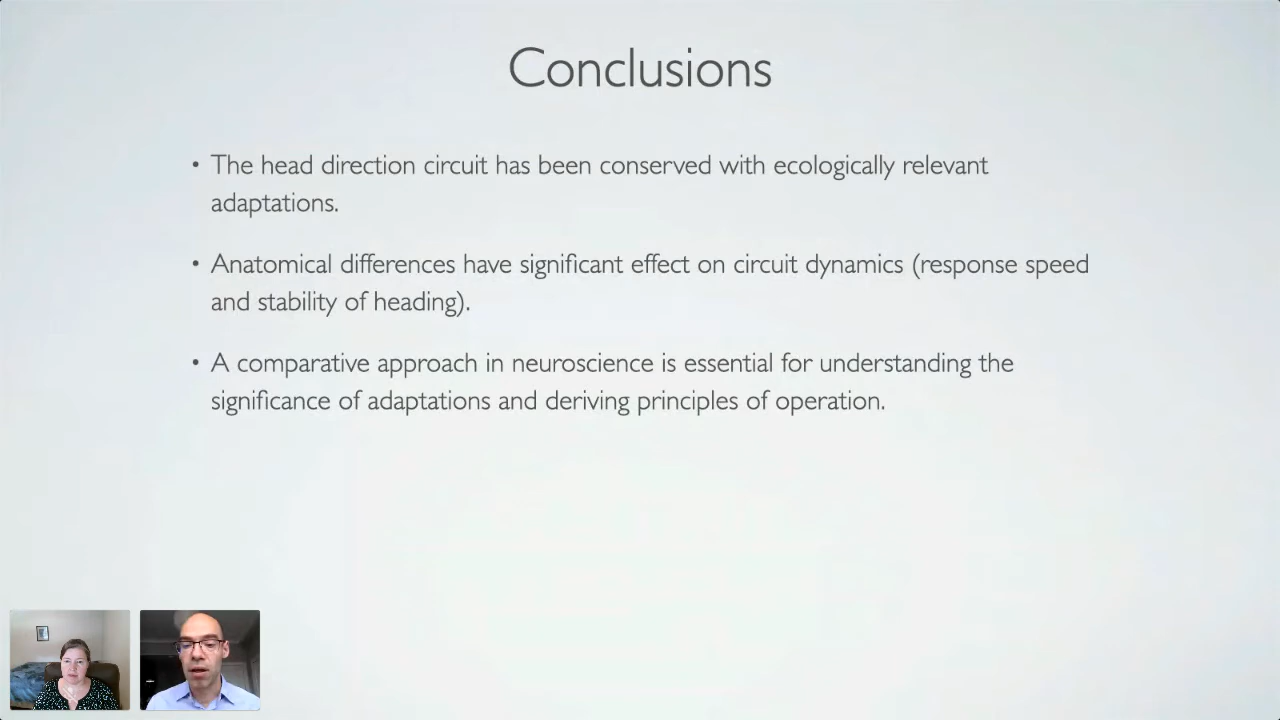 Conclusions
• The head direction circuit has been conserved with ecologically relevant
adaptations.
• Anatomical differences have significant effect on circuit dynamics (response speed
and stability of heading).
• A comparative approach in neuroscience is essential for understanding the
significance of adaptations and deriving principles of operation.